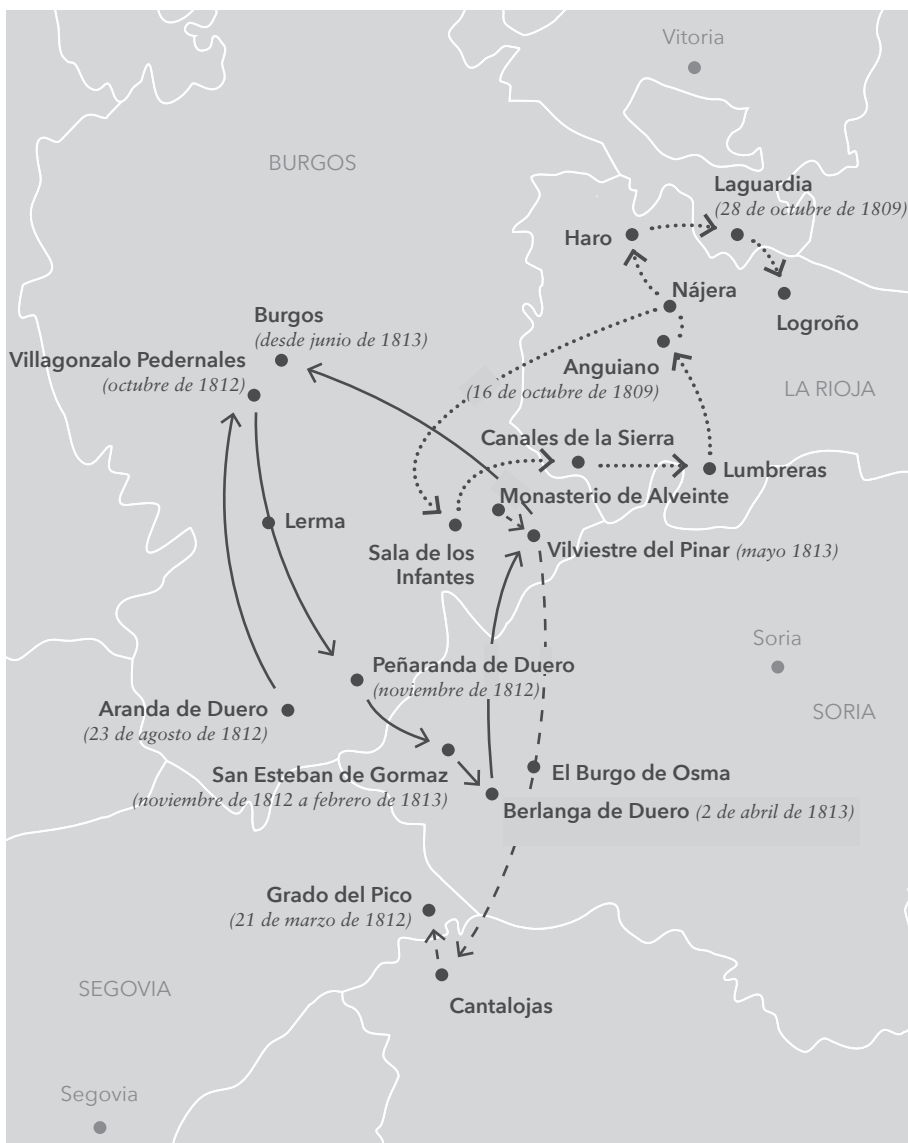 Vitoria
BURGOS
Laguardia
(28 de octubre de 1809)
Haro
Nájera
Logroño
Burgos
(desde junio de 1813)
Villagonzalo Pedernales
(octubre de 1812)
Anguiano
(16 de octubre de 1809)
LA RIOJA
Canales de la Sierra
Lumbreras
Monasterio de Alveinte
Lerma
Sala de los
Infantes
Vilviestre del Pinar (mayo 1813)
Soria
Peñaranda de Duero
(noviembre de 1812)
Aranda de Duero
(23 de agosto de 1812)
SORIA
San Esteban de Gormaz
(noviembre de 1812 a febrero de 1813)
El Burgo de Osma
Berlanga de Duero (2 de abril de 1813)
Grado del Pico
(21 de marzo de 1812)
SEGOVIA
Cantalojas
Segovia